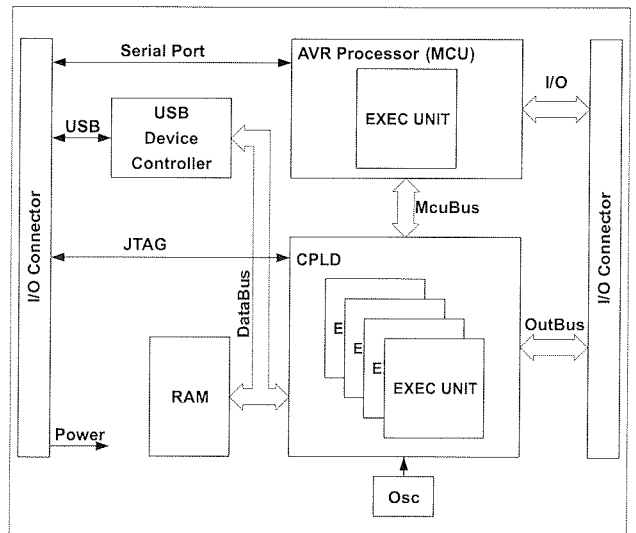 Serial Port
AVR Processor (MCU)
I/O
USB
USB
Device
Controller
EXEC UNIT
McuBus
I/O Connector
JTAG
CPLD
I/O Connector
DataBus
E
E
E
EXEC UNIT
OutBus
RAM
Power
Osc